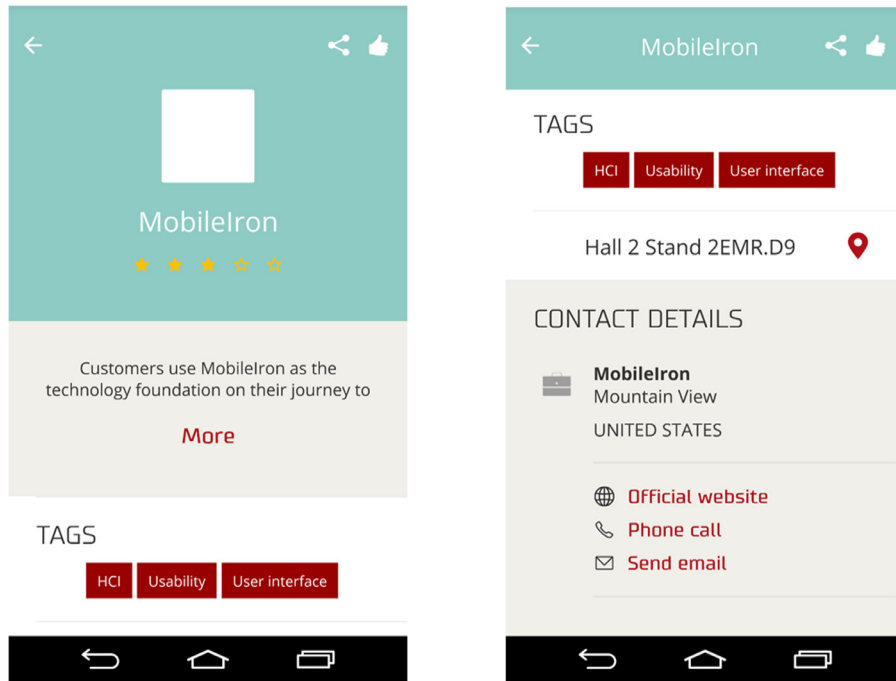 MobileIron
Customers use MobileIron as the
technology foundation on their journey to
More
TAGS
HCI Usability User interface
MobileIron
TAGS
HCI Usability User interface
Hall 2 Stand 2EMR.D9
CONTACT DETAILS
MobileIron
Mountain View
UNITED STATES
Official website
Phone call
Send email